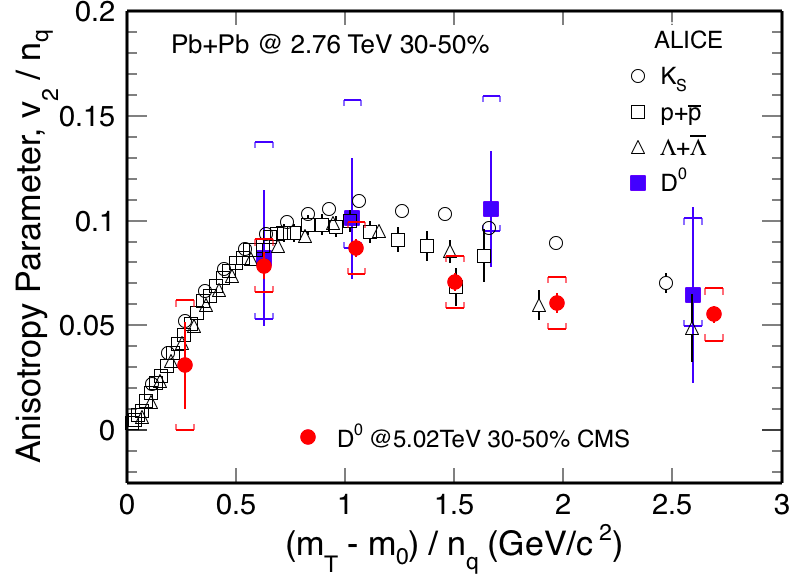 0.2
0.15
0.1
0.05
0
Anisotropy Parameter, v₂ / n_q
Pb+Pb @ 2.76 TeV 30-50%
ALICE
K_S
p+p̅
Λ+Λ̅
D⁰
D⁰ @5.02TeV 30-50% CMS
0 0.5 1 1.5 2 2.5 3
(m_T - m₀) / n_q (GeV/c²)